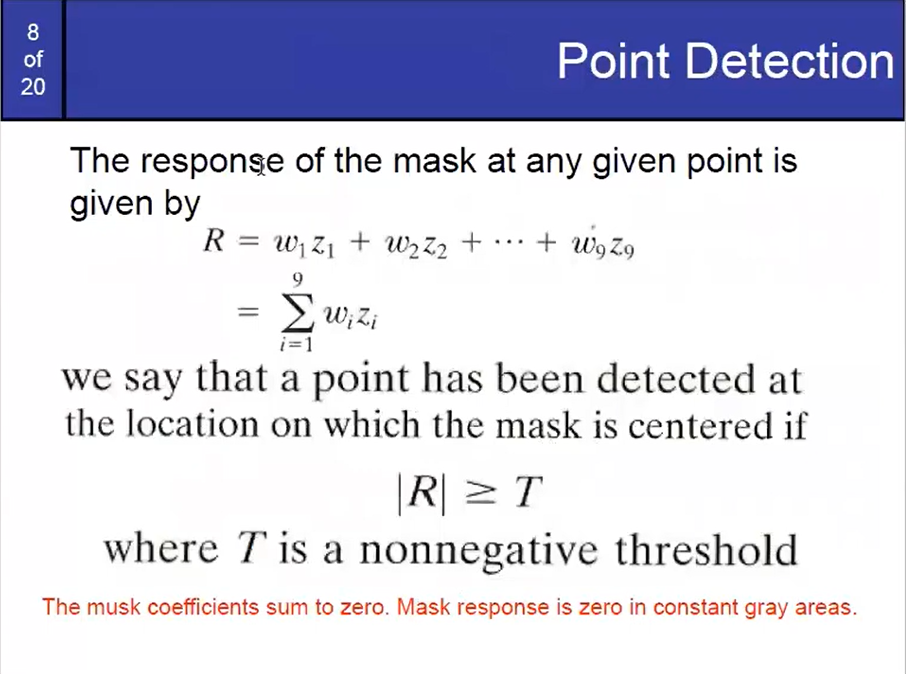 8
of
20
Point Detection
The response of the mask at any given point is
given by
R = w₁z₁ + w₂z₂ + ⋯ + w₉z₉
9
= ∑ wᵢzᵢ
i=1
we say that a point has been detected at
the location on which the mask is centered if
|R| ≥ T
where T is a nonnegative threshold
The musk coefficients sum to zero. Mask response is zero in constant gray areas.